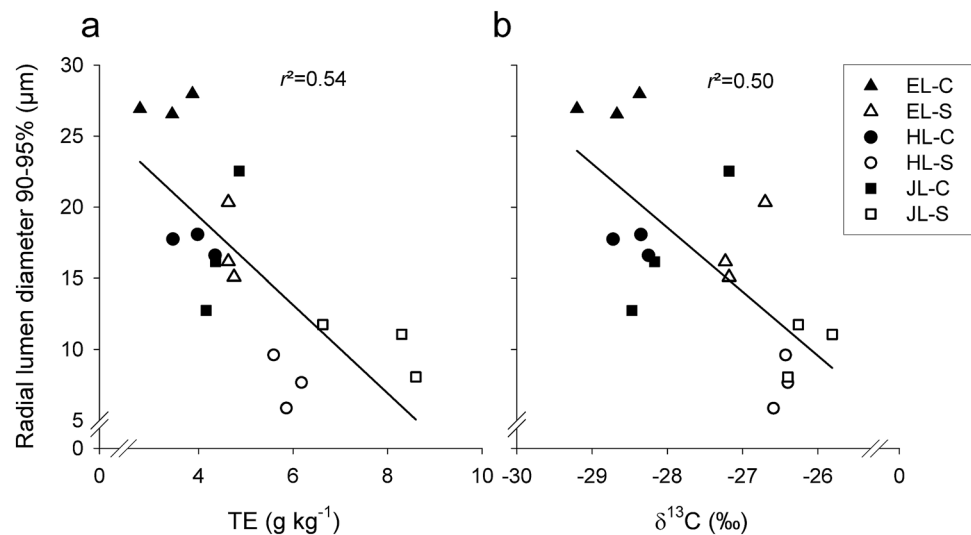 a
b
r²=0.54
r²=0.50
Radial lumen diameter 90-95% (µm)
30
25
20
15
10
5
0
0
4
6
8
10
TE (g kg⁻¹)
-30
-29
-28
-27
-26
0
δ¹³C (‰)
EL-C
EL-S
HL-C
HL-S
JL-C
JL-S